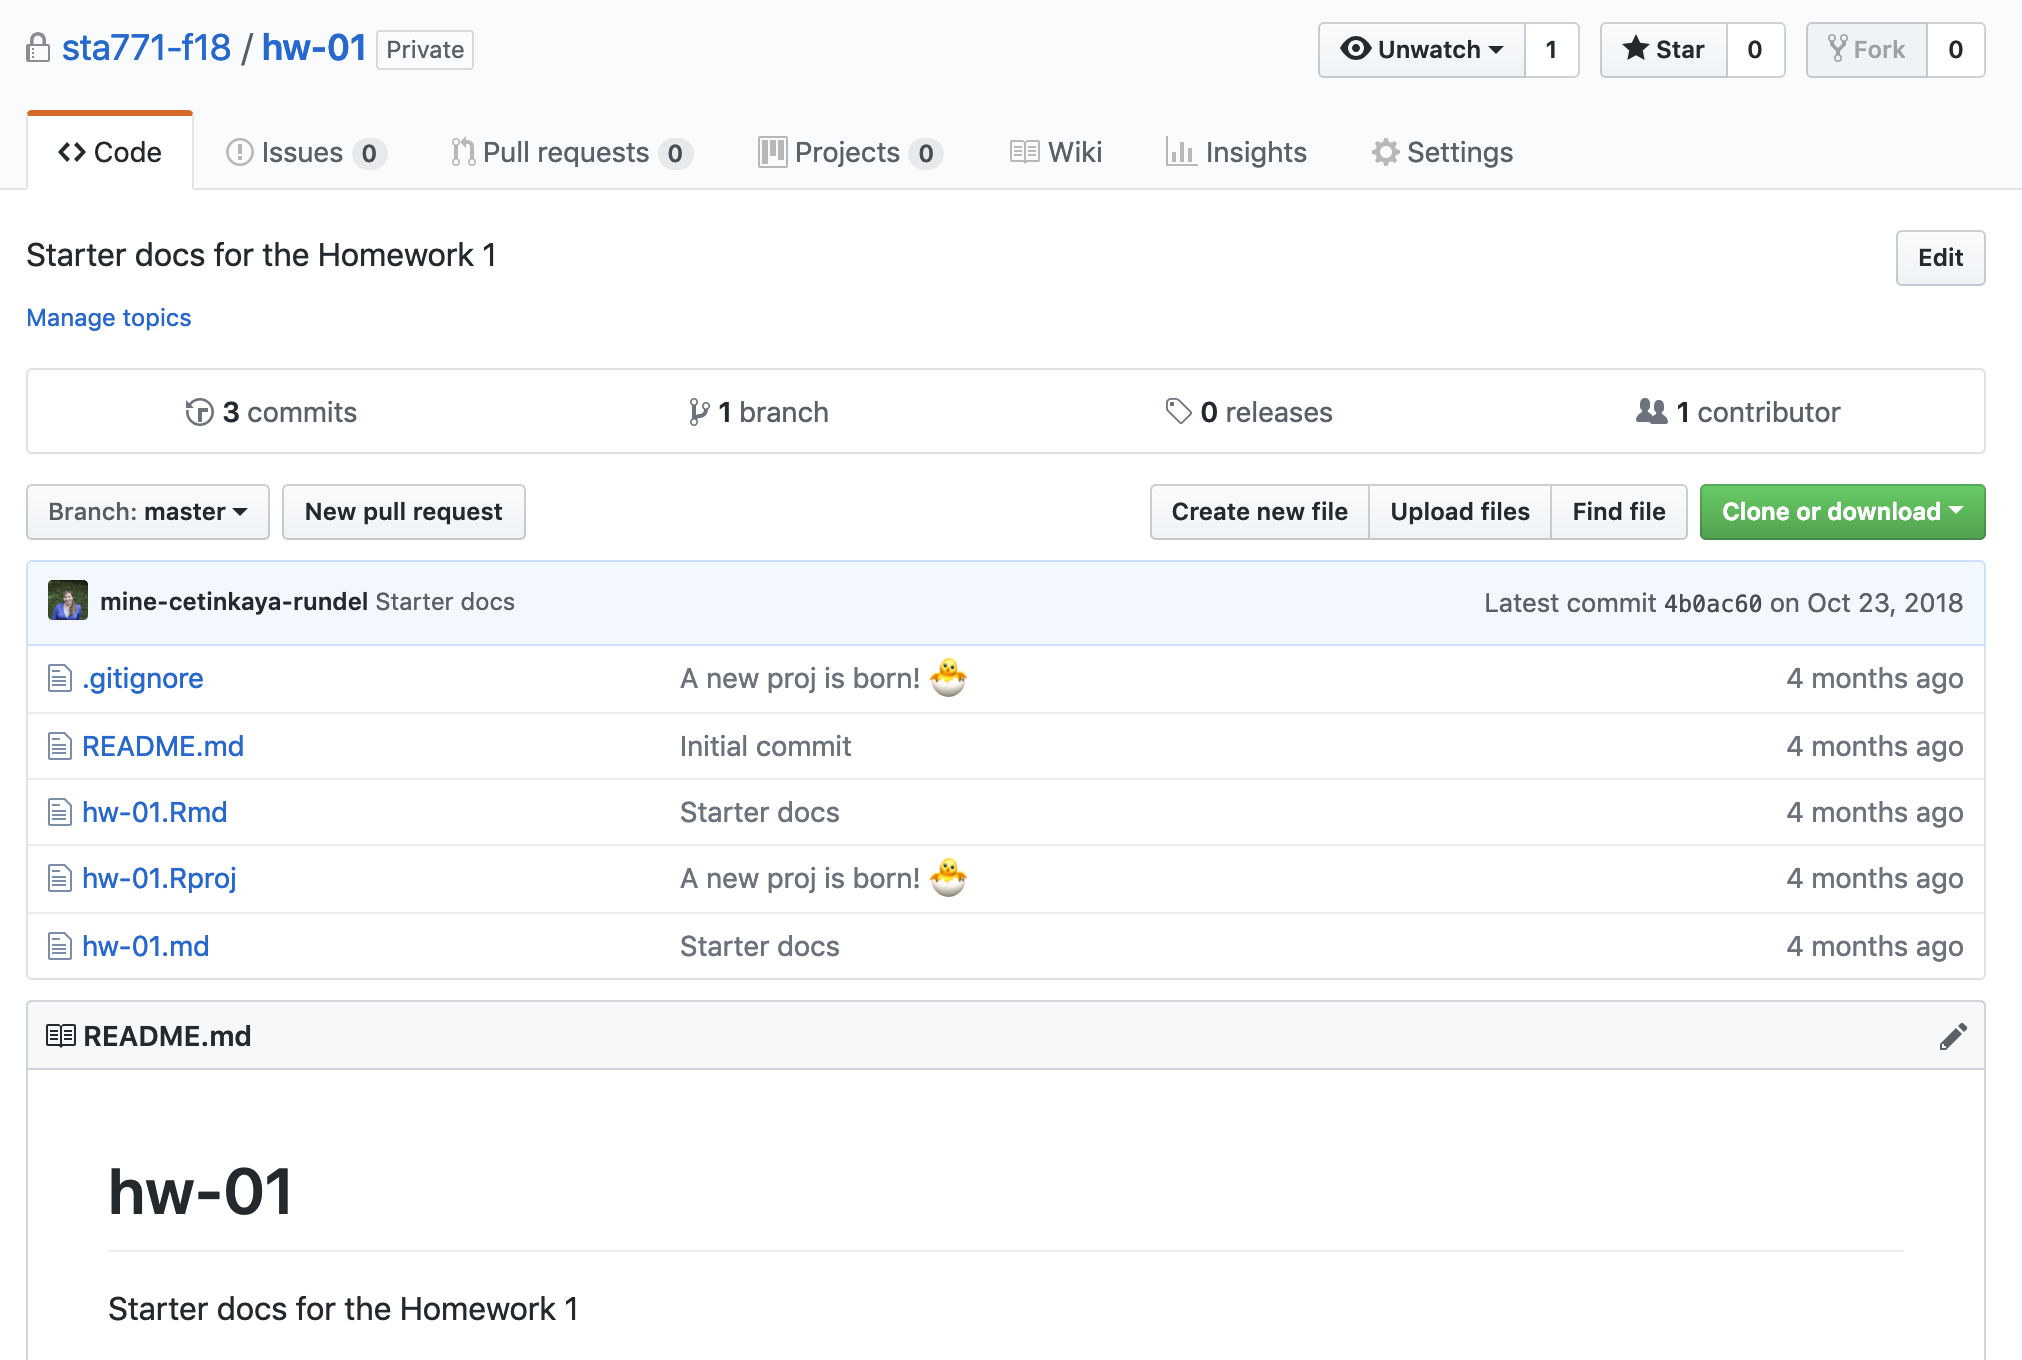 sta771-f18 / hw-01 Private Unwatch 1 Star 0 Fork 0
Code Issues 0 Pull requests 0 Projects 0 Wiki Insights Settings
Starter docs for the Homework 1 Edit
Manage topics
3 commits 1 branch 0 releases 1 contributor
Branch: master New pull request Create new file Upload files Find file Clone or download
mine-cetinkaya-rundel Starter docs Latest commit 4b0ac60 on Oct 23, 2018
.gitignore A new proj is born! 🐣 4 months ago
README.md Initial commit 4 months ago
hw-01.Rmd Starter docs 4 months ago
hw-01.Rproj A new proj is born! 🐣 4 months ago
hw-01.md Starter docs 4 months ago
README.md
hw-01
Starter docs for the Homework 1